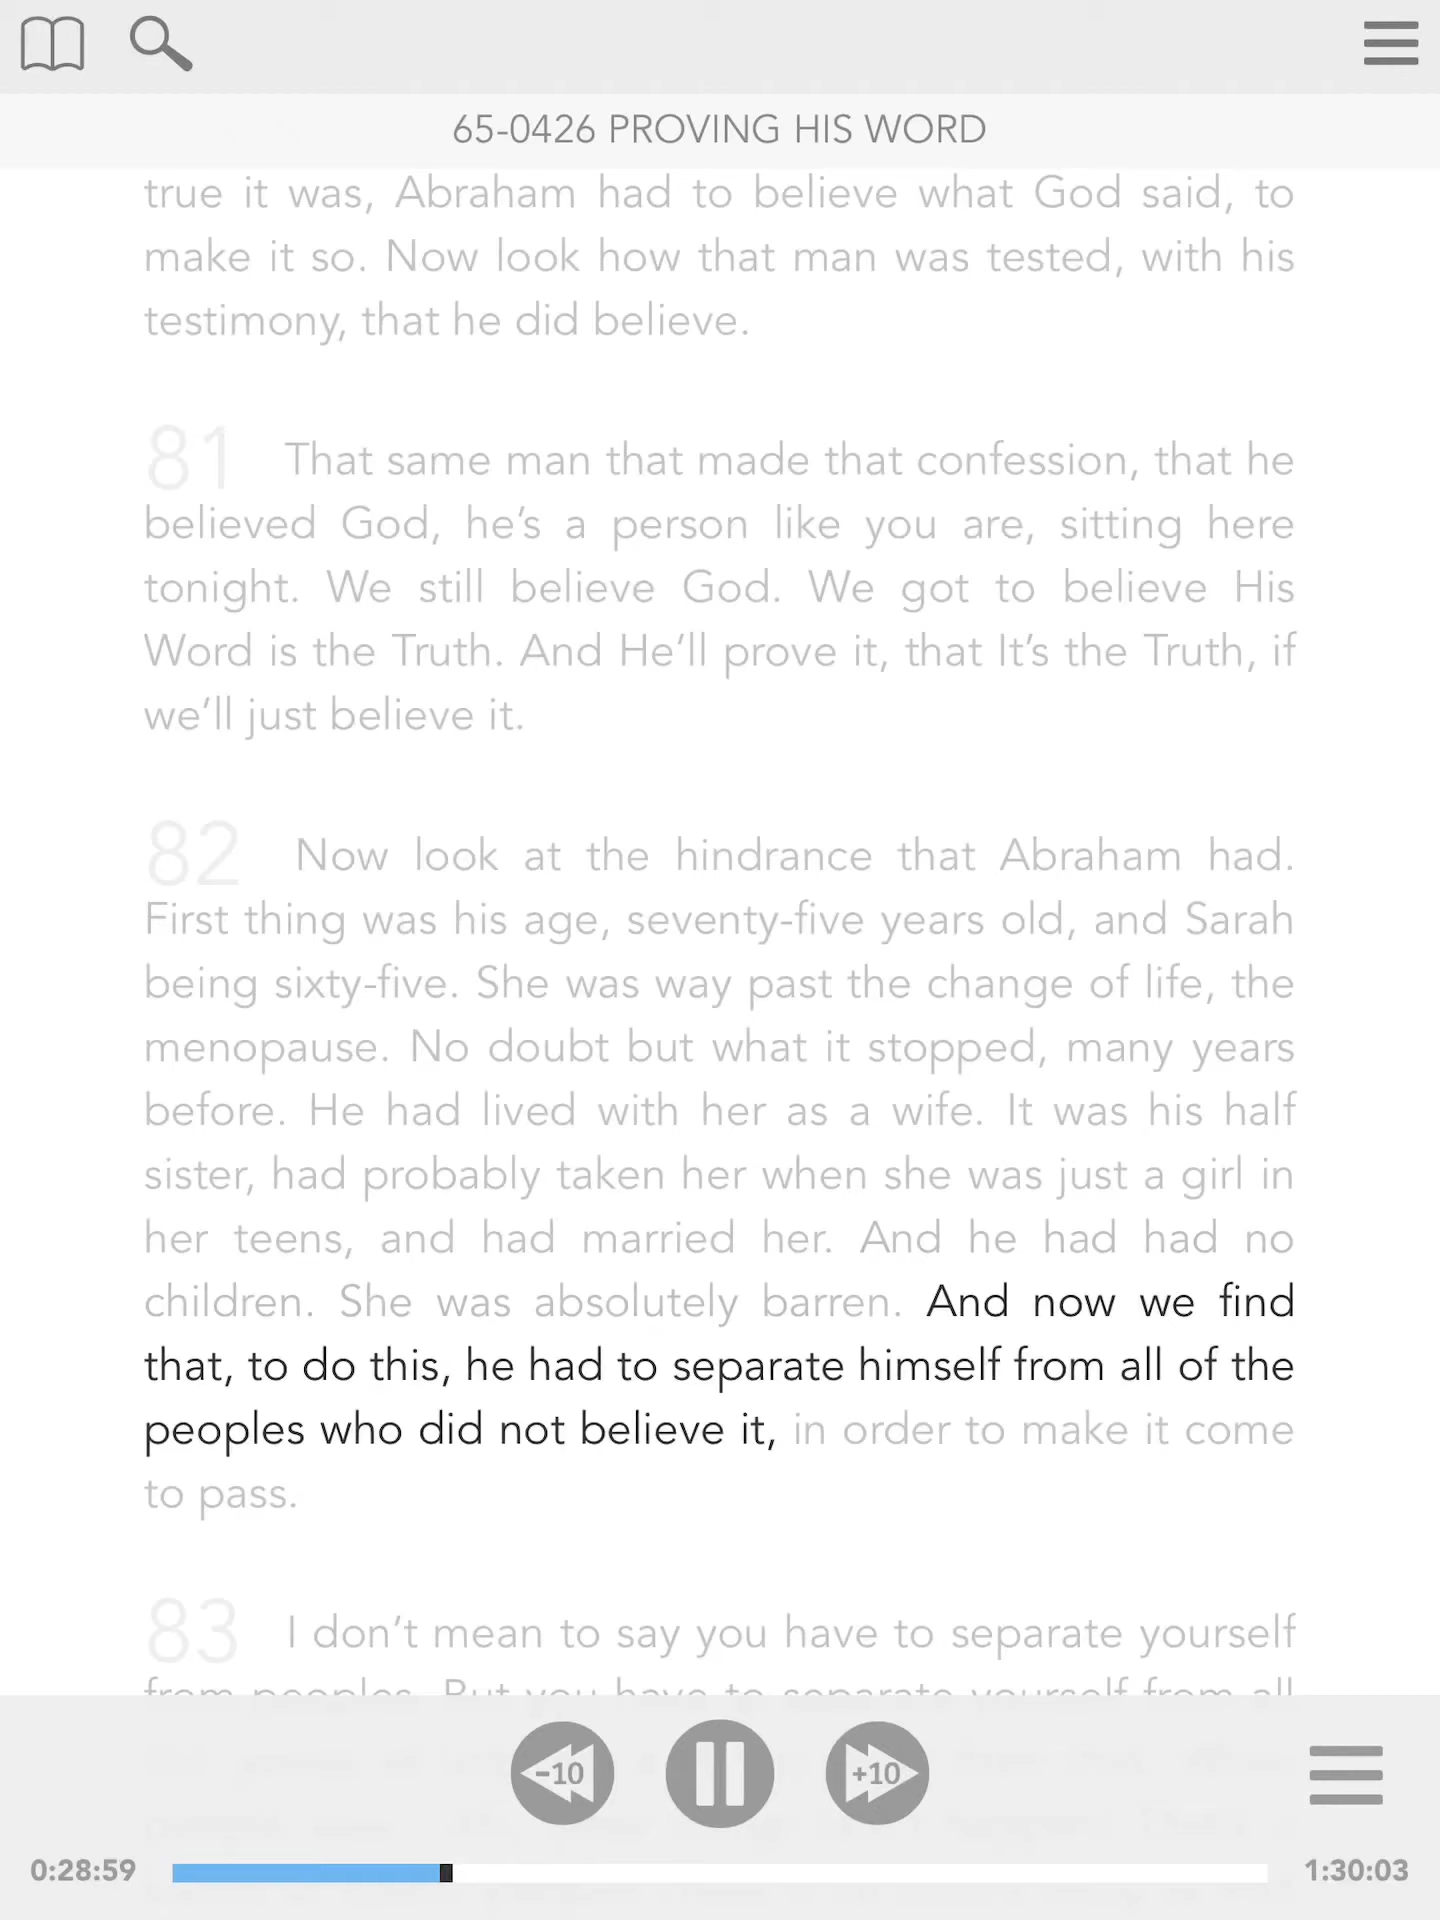 65-0426 PROVING HIS WORD
true it was, Abraham had to believe what God said, to
make it so. Now look how that man was tested, with his
testimony, that he did believe.
81 That same man that made that confession, that he
believed God, he’s a person like you are, sitting here
tonight. We still believe God. We got to believe His
Word is the Truth. And He’ll prove it, that It’s the Truth, if
we’ll just believe it.
82 Now look at the hindrance that Abraham had.
First thing was his age, seventy-five years old, and Sarah
being sixty-five. She was way past the change of life, the
menopause. No doubt but what it stopped, many years
before. He had lived with her as a wife. It was his half
sister, had probably taken her when she was just a girl in
her teens, and had married her. And he had had no
children. She was absolutely barren. And now we find
that, to do this, he had to separate himself from all of the
peoples who did not believe it, in order to make it come
to pass.
83 I don’t mean to say you have to separate yourself
from peoples. But you have to separate yourself from all
-10 +10
0:28:59 1:30:03